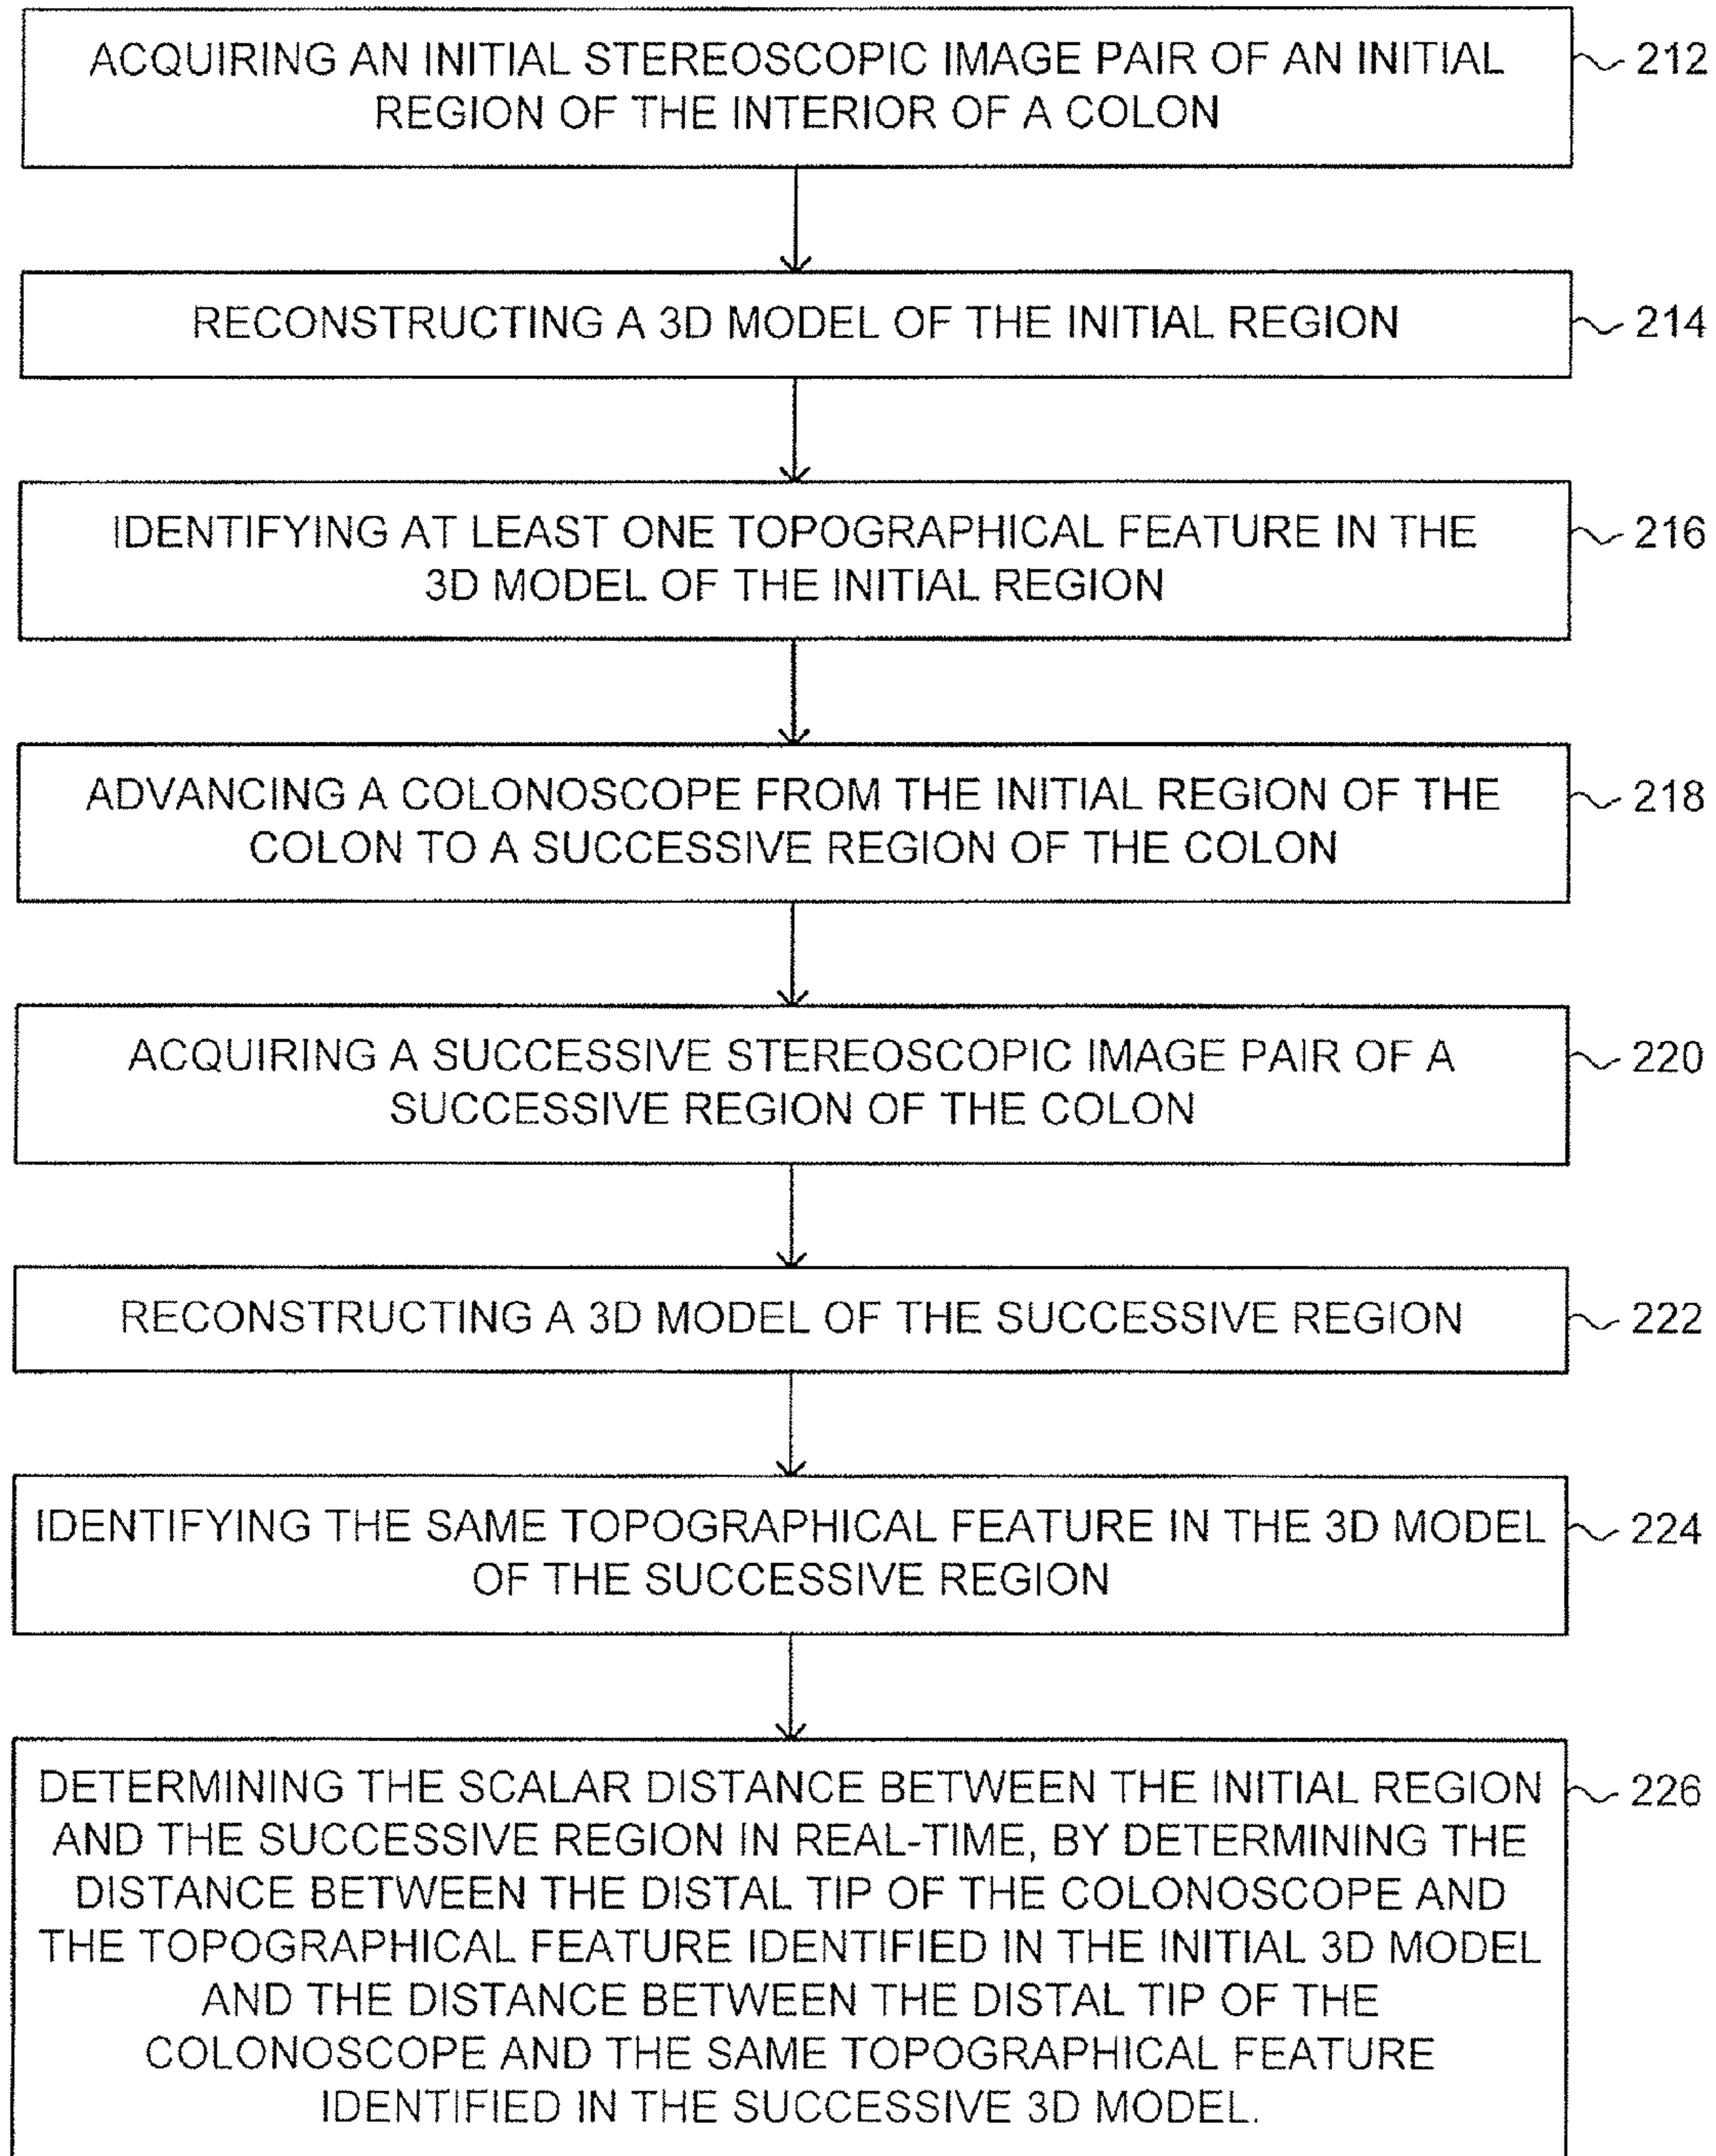 ACQUIRING AN INITIAL STEREOSCOPIC IMAGE PAIR OF AN INITIAL
REGION OF THE INTERIOR OF A COLON
212
RECONSTRUCTING A 3D MODEL OF THE INITIAL REGION
214
IDENTIFYING AT LEAST ONE TOPOGRAPHICAL FEATURE IN THE
3D MODEL OF THE INITIAL REGION
216
ADVANCING A COLONOSCOPE FROM THE INITIAL REGION OF THE
COLON TO A SUCCESSIVE REGION OF THE COLON
218
ACQUIRING A SUCCESSIVE STEREOSCOPIC IMAGE PAIR OF A
SUCCESSIVE REGION OF THE COLON
220
RECONSTRUCTING A 3D MODEL OF THE SUCCESSIVE REGION
222
IDENTIFYING THE SAME TOPOGRAPHICAL FEATURE IN THE 3D MODEL
OF THE SUCCESSIVE REGION
224
DETERMINING THE SCALAR DISTANCE BETWEEN THE INITIAL REGION
AND THE SUCCESSIVE REGION IN REAL-TIME, BY DETERMINING THE
DISTANCE BETWEEN THE DISTAL TIP OF THE COLONOSCOPE AND
THE TOPOGRAPHICAL FEATURE IDENTIFIED IN THE INITIAL 3D MODEL
AND THE DISTANCE BETWEEN THE DISTAL TIP OF THE
COLONOSCOPE AND THE SAME TOPOGRAPHICAL FEATURE
IDENTIFIED IN THE SUCCESSIVE 3D MODEL.
226